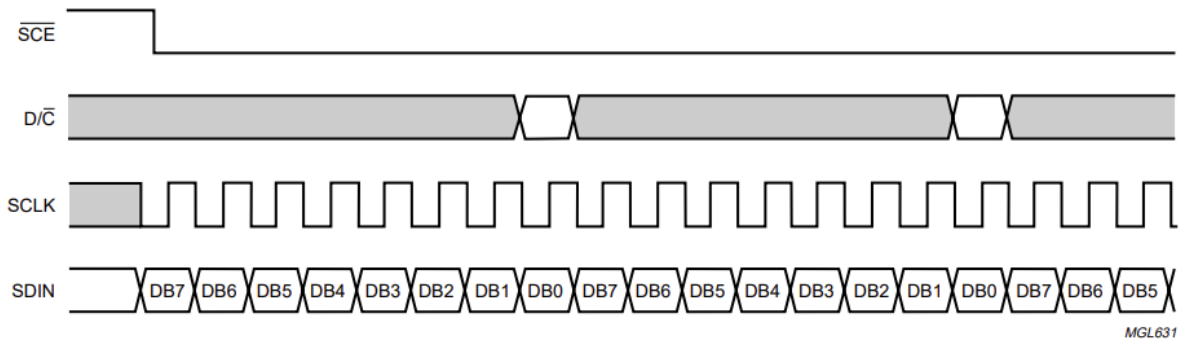 S̅C̅E̅
D/C̅
SCLK
SDIN DB7 DB6 DB5 DB4 DB3 DB2 DB1 DB0 DB7 DB6 DB5 DB4 DB3 DB2 DB1 DB0 DB7 DB6 DB5
MGL631